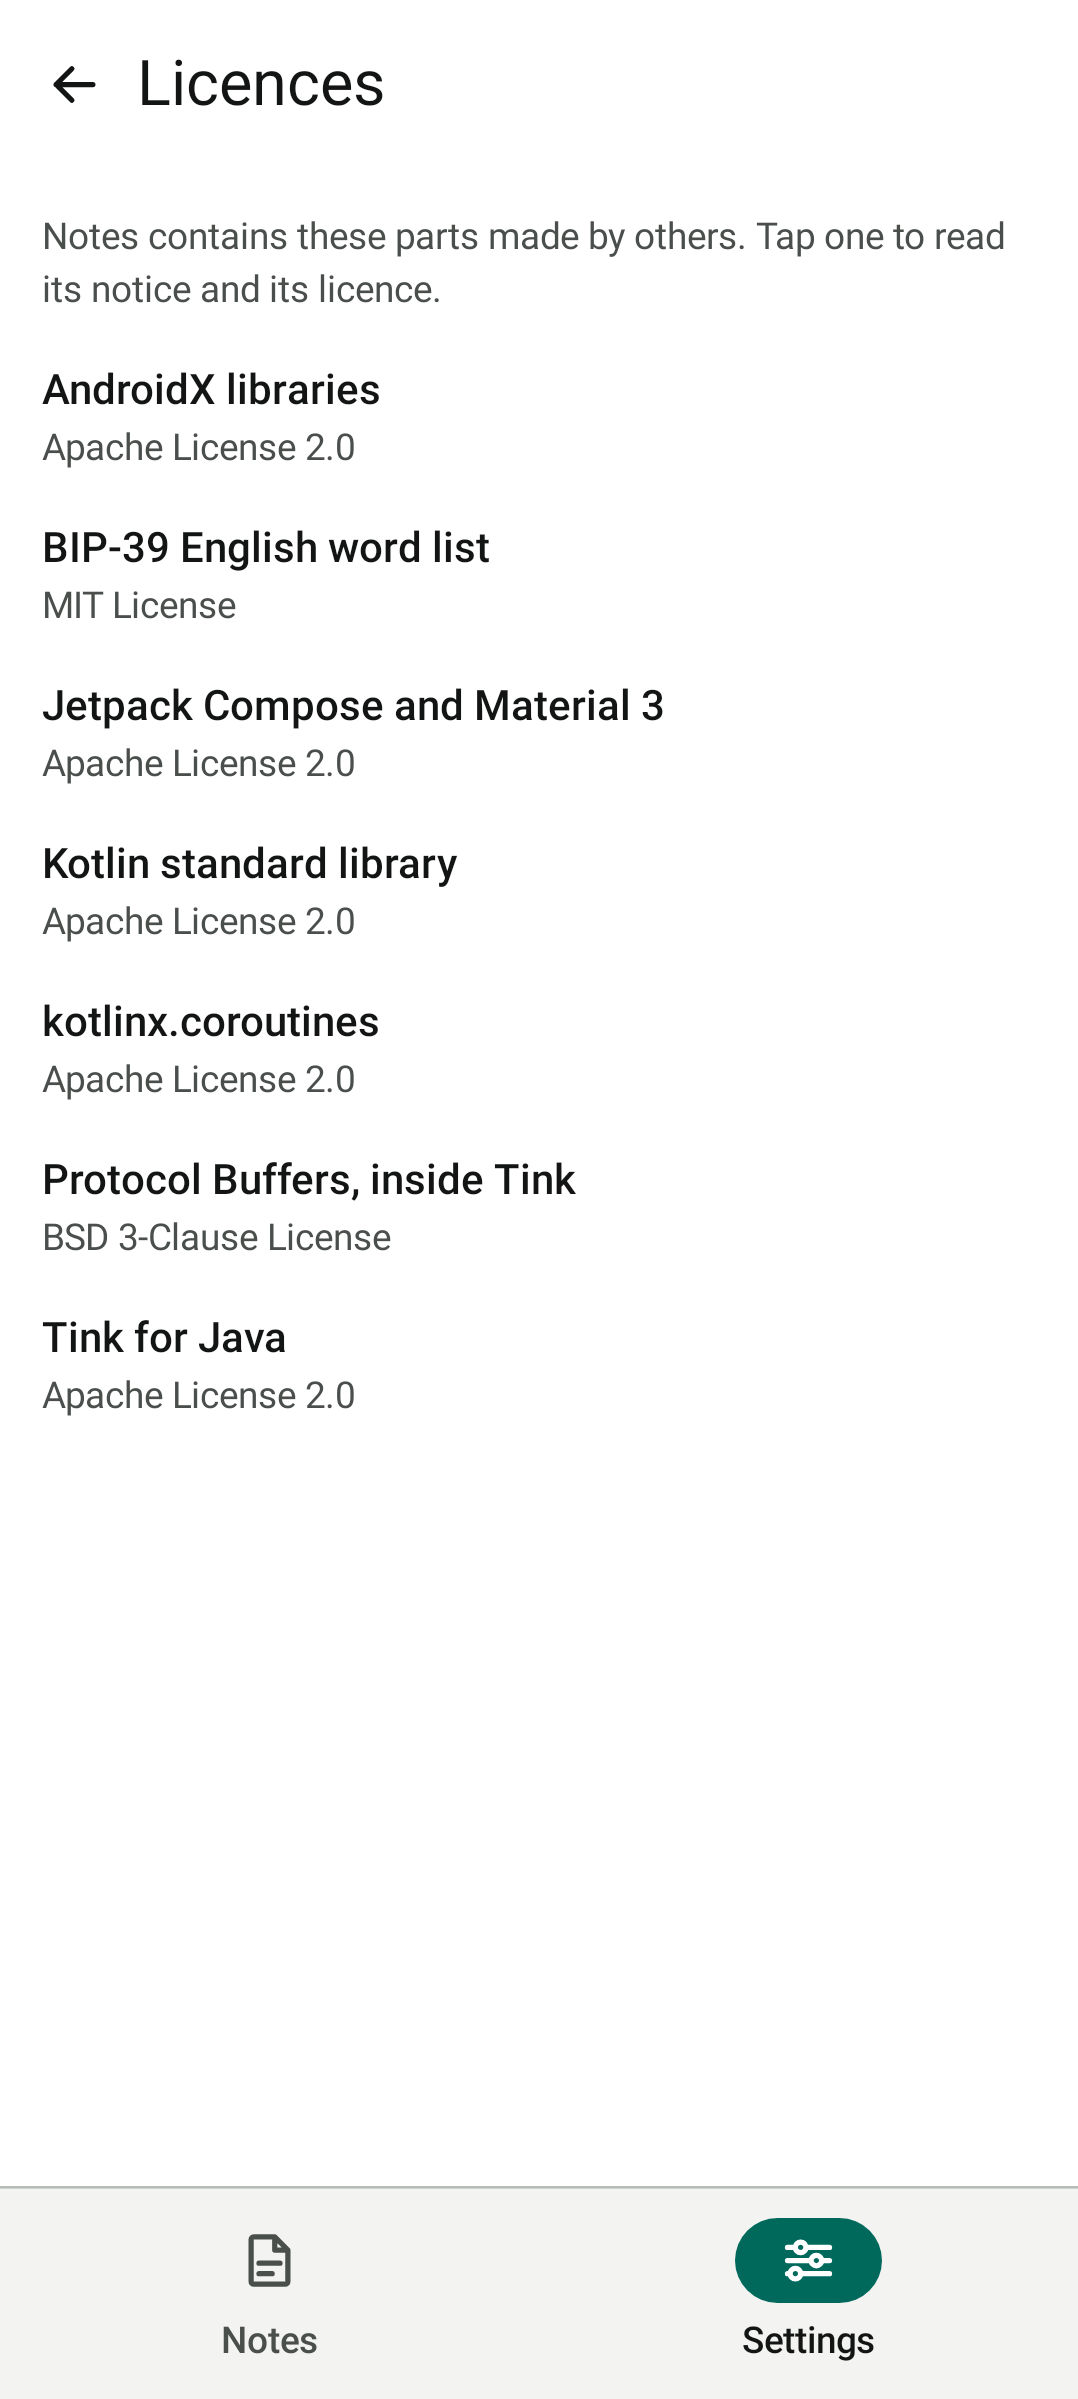 Licences
Notes contains these parts made by others. Tap one to read
its notice and its licence.
AndroidX libraries
Apache License 2.0
BIP-39 English word list
MIT License
Jetpack Compose and Material 3
Apache License 2.0
Kotlin standard library
Apache License 2.0
kotlinx.coroutines
Apache License 2.0
Protocol Buffers, inside Tink
BSD 3-Clause License
Tink for Java
Apache License 2.0
Notes
Settings